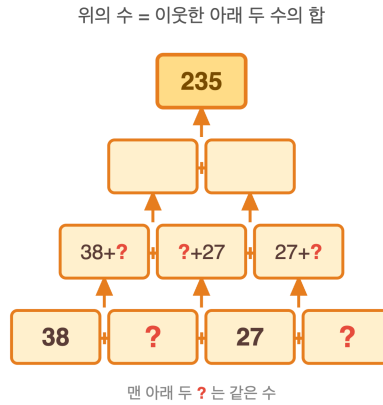 위의 수 = 이웃한 아래 두 수의 합
235
+
38+? + ?+27 + 27+?
38 + ? + 27 + ?
맨 아래 두 ? 는 같은 수